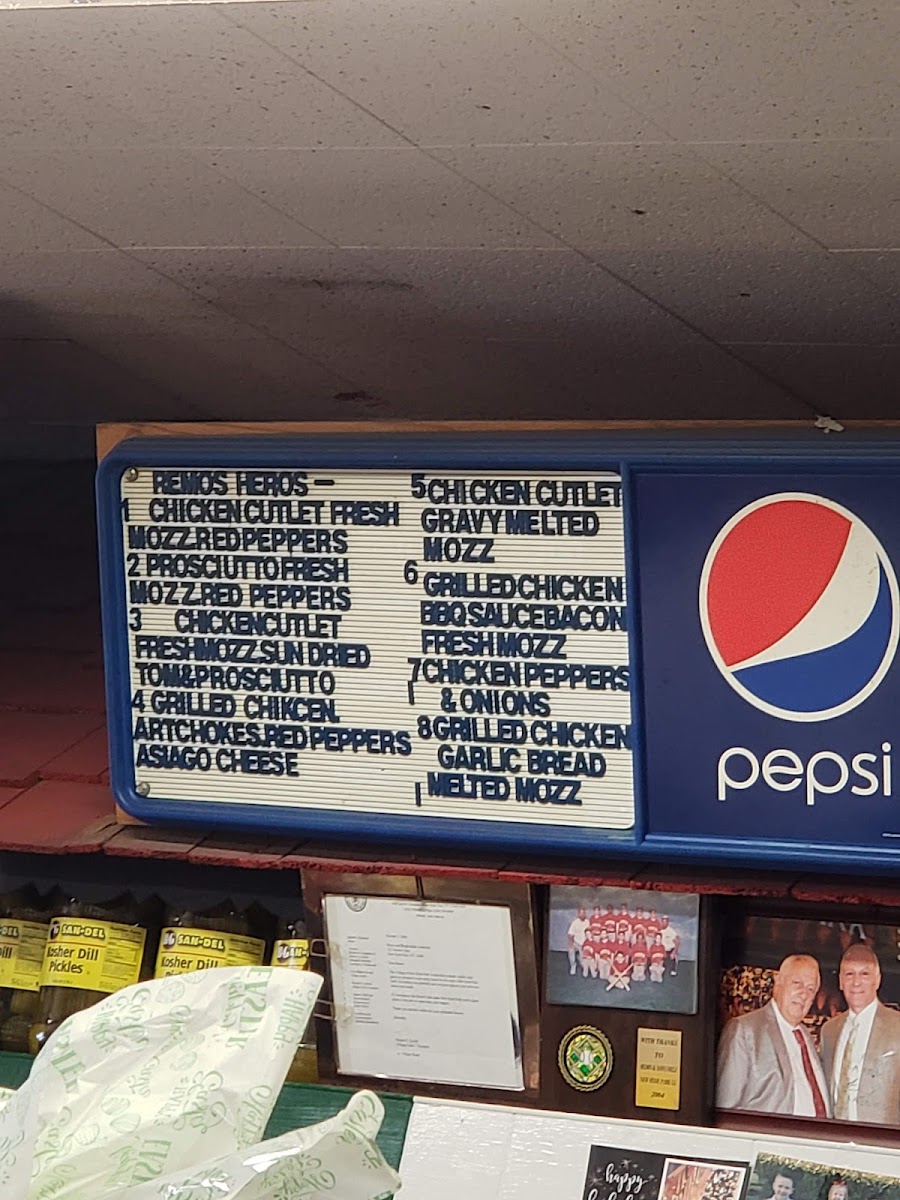 REMOS HEROS —
1 CHICKEN CUTLET FRESH
MOZZ.RED PEPPERS
2 PROSCIUTTO FRESH
MOZZ.RED PEPPERS
3 CHICKEN CUTLET
FRESH MOZZ.SUN DRIED
TOM&PROSCIUTTO
4 GRILLED CHIKCEN.
ARTCHOKES.RED PEPPERS
ASIAGO CHEESE
5 CHICKEN CUTLET
GRAVY MELTED
MOZZ
6 GRILLED CHICKEN
BBQ SAUCE BACON
FRESH MOZZ
7 CHICKEN PEPPERS
& ONIONS
8 GRILLED CHICKEN
GARLIC BREAD
MELTED MOZZ
pepsi
SAN-DEL
Kosher Dill
Pickles
SAN-DEL
Kosher Dill
Pickles
WITH THANKS
TO
2004
happy